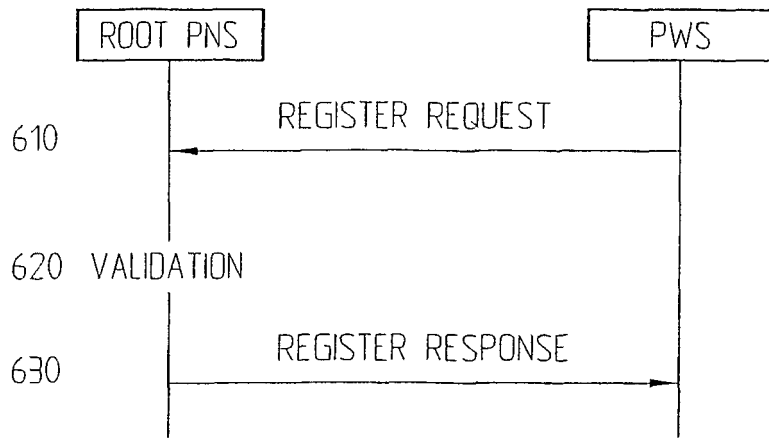 ROOT PNS
PWS
REGISTER REQUEST
610
620 VALIDATION
REGISTER RESPONSE
630